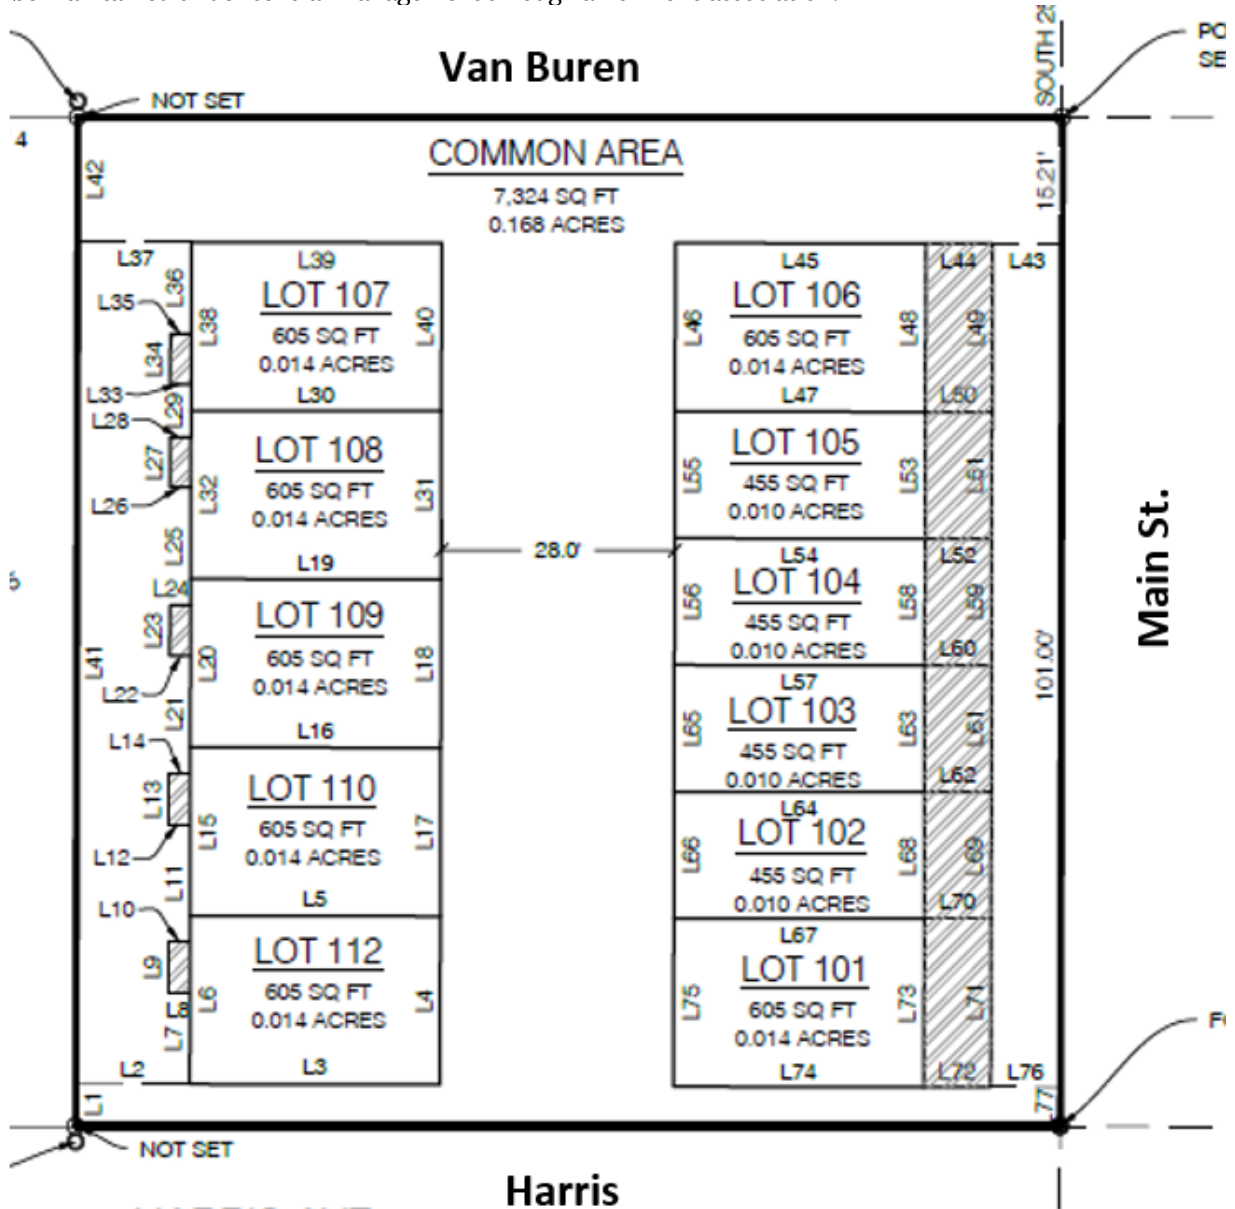 SOUTH 25
PO
SE
Van Buren
NOT SET
4
L42
COMMON AREA
7,324 SQ FT
0.168 ACRES
15.21'
L37
L36
L35
L34
L33
L38
L39
LOT 107
605 SQ FT
0.014 ACRES
L40
L30
L45
L46
LOT 106
605 SQ FT
0.014 ACRES
L48
L47
L44
L49
L50
L43
L29
L28
L27
L26
L25
L32
LOT 108
605 SQ FT
0.014 ACRES
L31
L19
L55
LOT 105
455 SQ FT
0.010 ACRES
L53
L51
28.0'
L54
L52
L24
L23
L22
L21
L20
LOT 109
605 SQ FT
0.014 ACRES
L18
L16
L56
LOT 104
455 SQ FT
0.010 ACRES
L58
L59
L60
L41
Main St.
101.00'
L57
L65
LOT 103
455 SQ FT
0.010 ACRES
L63
L61
L62
L14
L13
L12
L11
L15
LOT 110
605 SQ FT
0.014 ACRES
L17
L5
L64
L66
LOT 102
455 SQ FT
0.010 ACRES
L68
L69
L70
L10
L9
L8
L7
L6
LOT 112
605 SQ FT
0.014 ACRES
L4
L3
L67
L75
LOT 101
605 SQ FT
0.014 ACRES
L73
L71
L74
L72
L76
L2
L1
L77
NOT SET
Harris